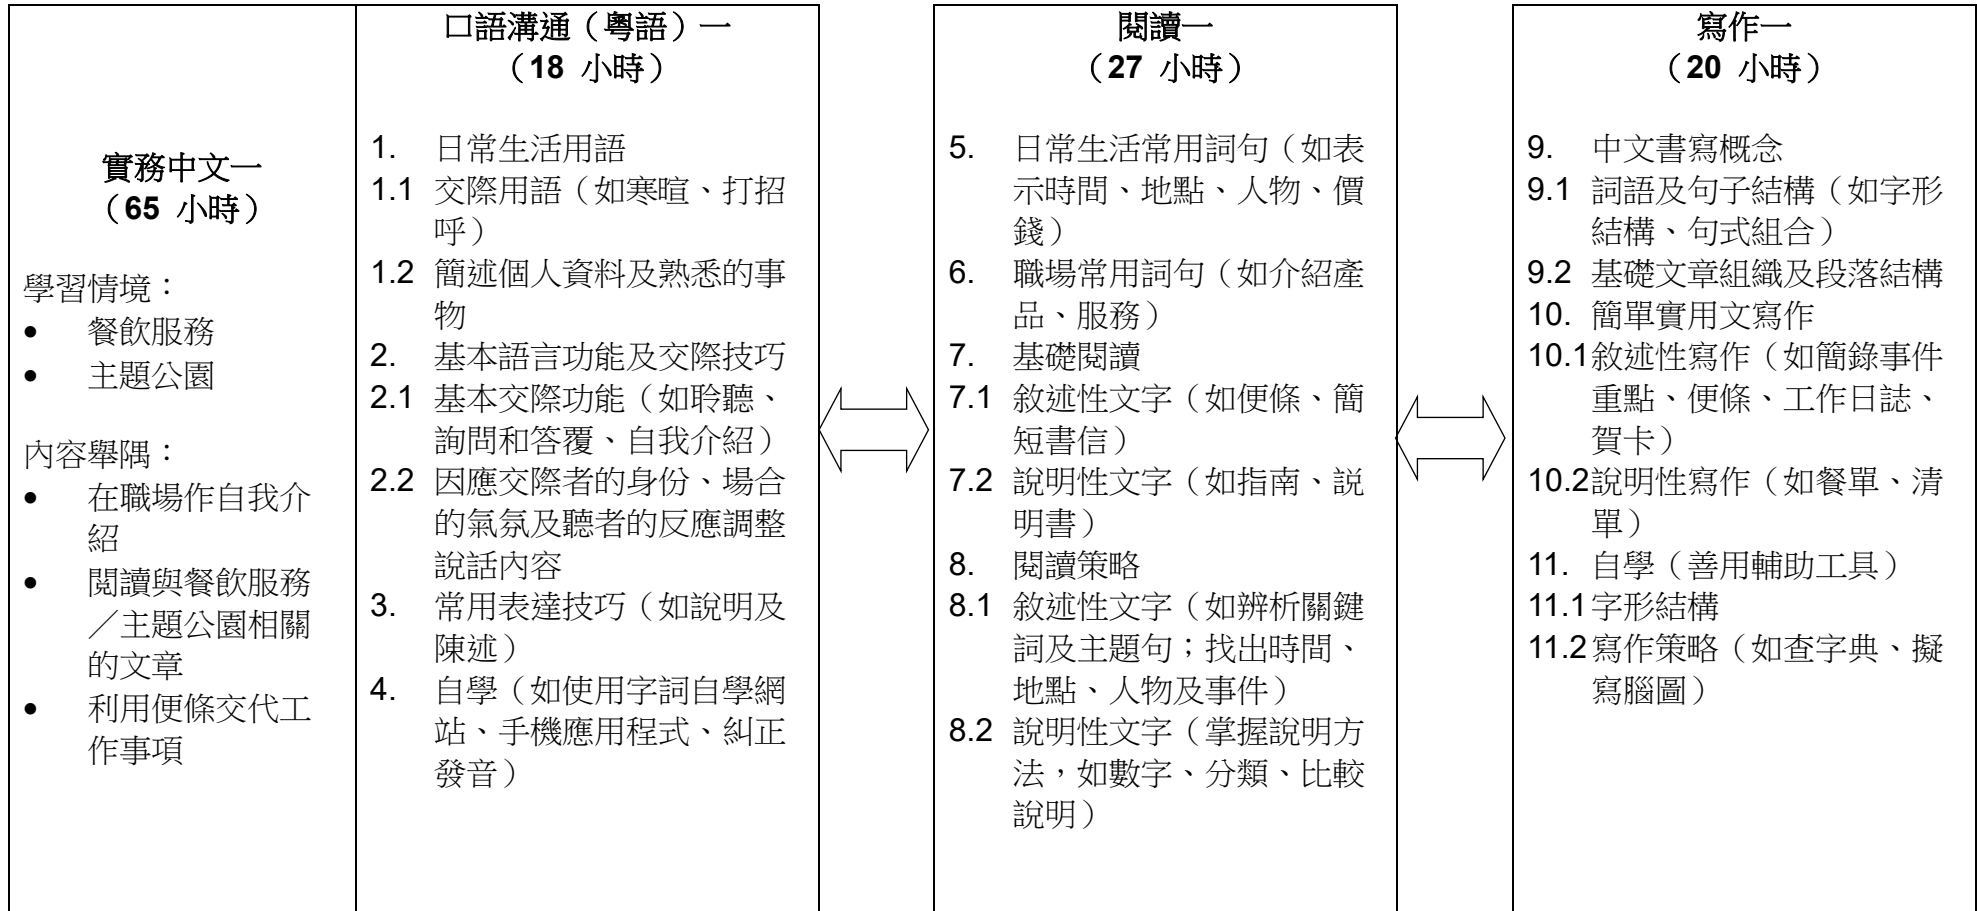 實務中文一
（65 小時）
學習情境：
• 餐飲服務
• 主題公園
內容舉隅：
• 在職場作自我介
紹
• 閱讀與餐飲服務
／主題公園相關
的文章
• 利用便條交代工
作事項
口語溝通（粵語）一
（18 小時）
1. 日常生活用語
1.1 交際用語（如寒暄、打招
呼）
1.2 簡述個人資料及熟悉的事
物
2. 基本語言功能及交際技巧
2.1 基本交際功能（如聆聽、
詢問和答覆、自我介紹）
2.2 因應交際者的身份、場合
的氣氛及聽者的反應調整
說話內容
3. 常用表達技巧（如說明及
陳述）
4. 自學（如使用字詞自學網
站、手機應用程式、糾正
發音）
閱讀一
（27 小時）
5. 日常生活常用詞句（如表
示時間、地點、人物、價
錢）
6. 職場常用詞句（如介紹產
品、服務）
7. 基礎閱讀
7.1 敘述性文字（如便條、簡
短書信）
7.2 說明性文字（如指南、説
明書）
8. 閱讀策略
8.1 敘述性文字（如辨析關鍵
詞及主題句；找出時間、
地點、人物及事件）
8.2 說明性文字（掌握說明方
法，如數字、分類、比較
說明）
寫作一
（20 小時）
9. 中文書寫概念
9.1 詞語及句子結構（如字形
結構、句式組合）
9.2 基礎文章組織及段落結構
10. 簡單實用文寫作
10.1敘述性寫作（如簡錄事件
重點、便條、工作日誌、
賀卡）
10.2說明性寫作（如餐單、清
單）
11. 自學（善用輔助工具）
11.1字形結構
11.2寫作策略（如查字典、擬
寫腦圖）